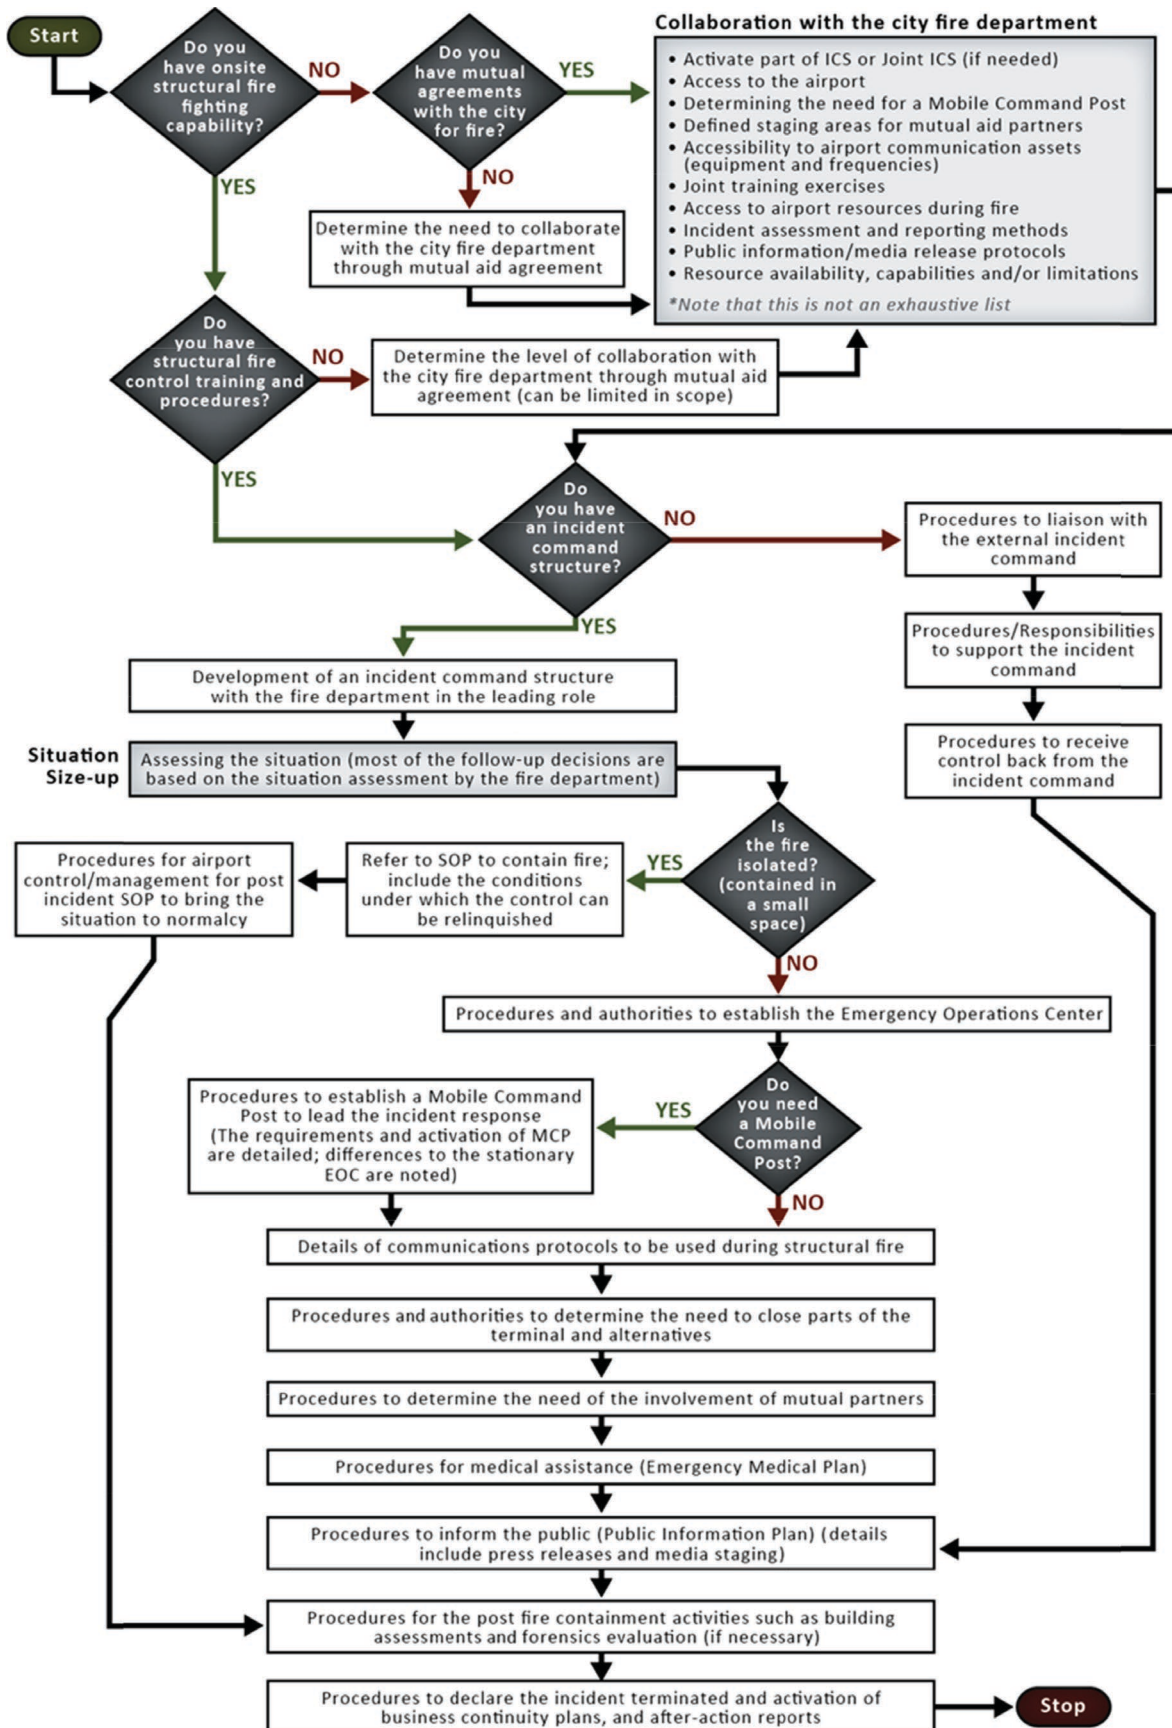 Collaboration with the city fire department
Start
Do you
have onsite
structural fire
fighting
capability?
NO
Do you
have mutual
agreements
with the city
for fire?
YES
• Activate part of ICS or Joint ICS (if needed)
• Access to the airport
• Determining the need for a Mobile Command Post
• Defined staging areas for mutual aid partners
• Accessibility to airport communication assets
(equipment and frequencies)
• Joint training exercises
• Access to airport resources during fire
• Incident assessment and reporting methods
• Public information/media release protocols
• Resource availability, capabilities and/or limitations
*Note that this is not an exhaustive list
YES
NO
Determine the need to collaborate
with the city fire department
through mutual aid agreement
Do
you have
structural fire
control training and
procedures?
NO
Determine the level of collaboration with
the city fire department through mutual aid
agreement (can be limited in scope)
YES
Do
you have
an incident
command
structure?
NO
Procedures to liaison with
the external incident
command
YES
Procedures/Responsibilities
to support the incident
command
Development of an incident command structure
with the fire department in the leading role
Procedures to receive
control back from the
incident command
Situation
Size-up
Assessing the situation (most of the follow-up decisions are
based on the situation assessment by the fire department)
Is
the fire
isolated?
(contained in
a small
space)
YES
Refer to SOP to contain fire;
include the conditions
under which the control can
be relinquished
Procedures for airport
control/management for post
incident SOP to bring the
situation to normalcy
NO
Procedures and authorities to establish the Emergency Operations Center
Do
you need
a Mobile
Command
Post?
YES
Procedures to establish a Mobile Command
Post to lead the incident response
(The requirements and activation of MCP
are detailed; differences to the stationary
EOC are noted)
NO
Details of communications protocols to be used during structural fire
Procedures and authorities to determine the need to close parts of the
terminal and alternatives
Procedures to determine the need of the involvement of mutual partners
Procedures for medical assistance (Emergency Medical Plan)
Procedures to inform the public (Public Information Plan) (details
include press releases and media staging)
Procedures for the post fire containment activities such as building
assessments and forensics evaluation (if necessary)
Procedures to declare the incident terminated and activation of
business continuity plans, and after-action reports
Stop